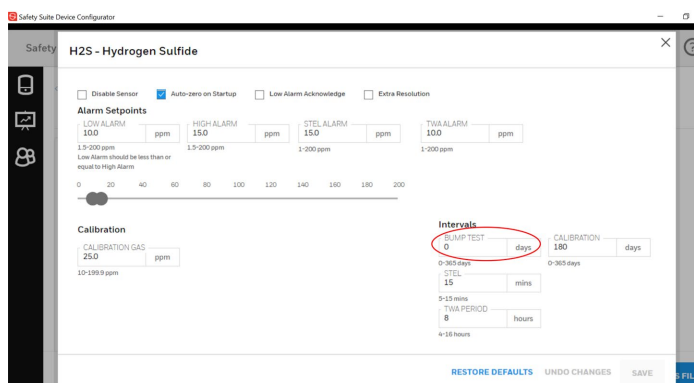 Safety Suite Device Configurator
Safety
H2S - Hydrogen Sulfide
Disable Sensor
Auto-zero on Startup
Low Alarm Acknowledge
Extra Resolution
Alarm Setpoints
LOW ALARM
10.0 ppm
1.5-200 ppm
Low Alarm should be less than or
equal to High Alarm
HIGH ALARM
15.0 ppm
1.5-200 ppm
STEL ALARM
15.0 ppm
1-200 ppm
TWA ALARM
10.0 ppm
1-200 ppm
0 20 40 60 80 100 120 140 160 180 200
Calibration
CALIBRATION GAS
25.0 ppm
10-199.9 ppm
Intervals
BUMP TEST
0 days
0-365 days
CALIBRATION
180 days
0-365 days
STEL
15 mins
5-15 mins
TWA PERIOD
8 hours
4-16 hours
RESTORE DEFAULTS UNDO CHANGES SAVE
S FIL